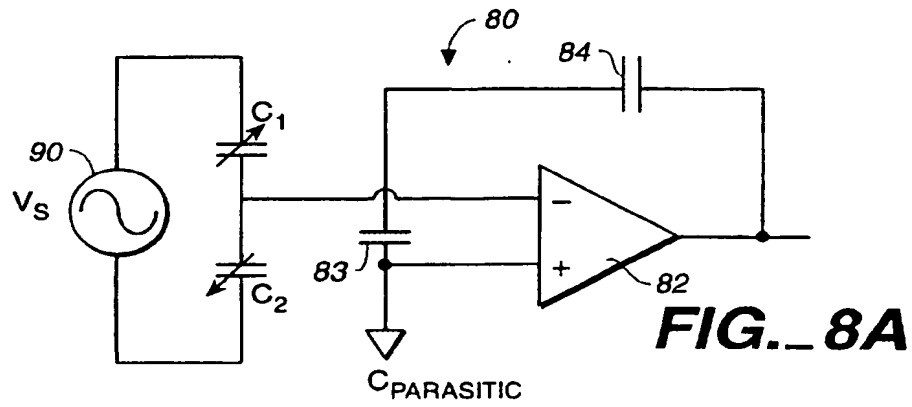 80
84
C1
90
VS
−
83
+
82
C2
FIG._8A
CPARASITIC